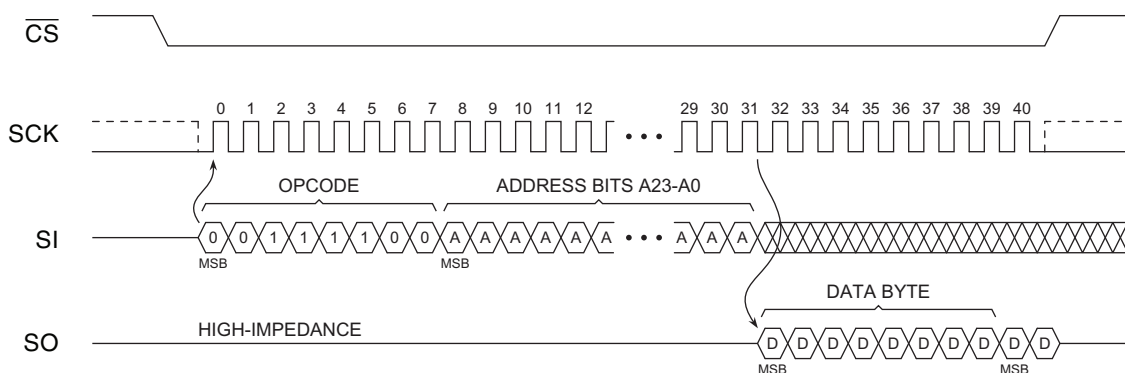 CS
0 1 2 3 4 5 6 7 8 9 10 11 12 29 30 31 32 33 34 35 36 37 38 39 40
SCK
OPCODE ADDRESS BITS A23-A0
SI 0 0 1 1 1 1 0 0 A A A A A A A A A
MSB MSB
DATA BYTE
HIGH-IMPEDANCE
SO D D D D D D D D D D
MSB MSB